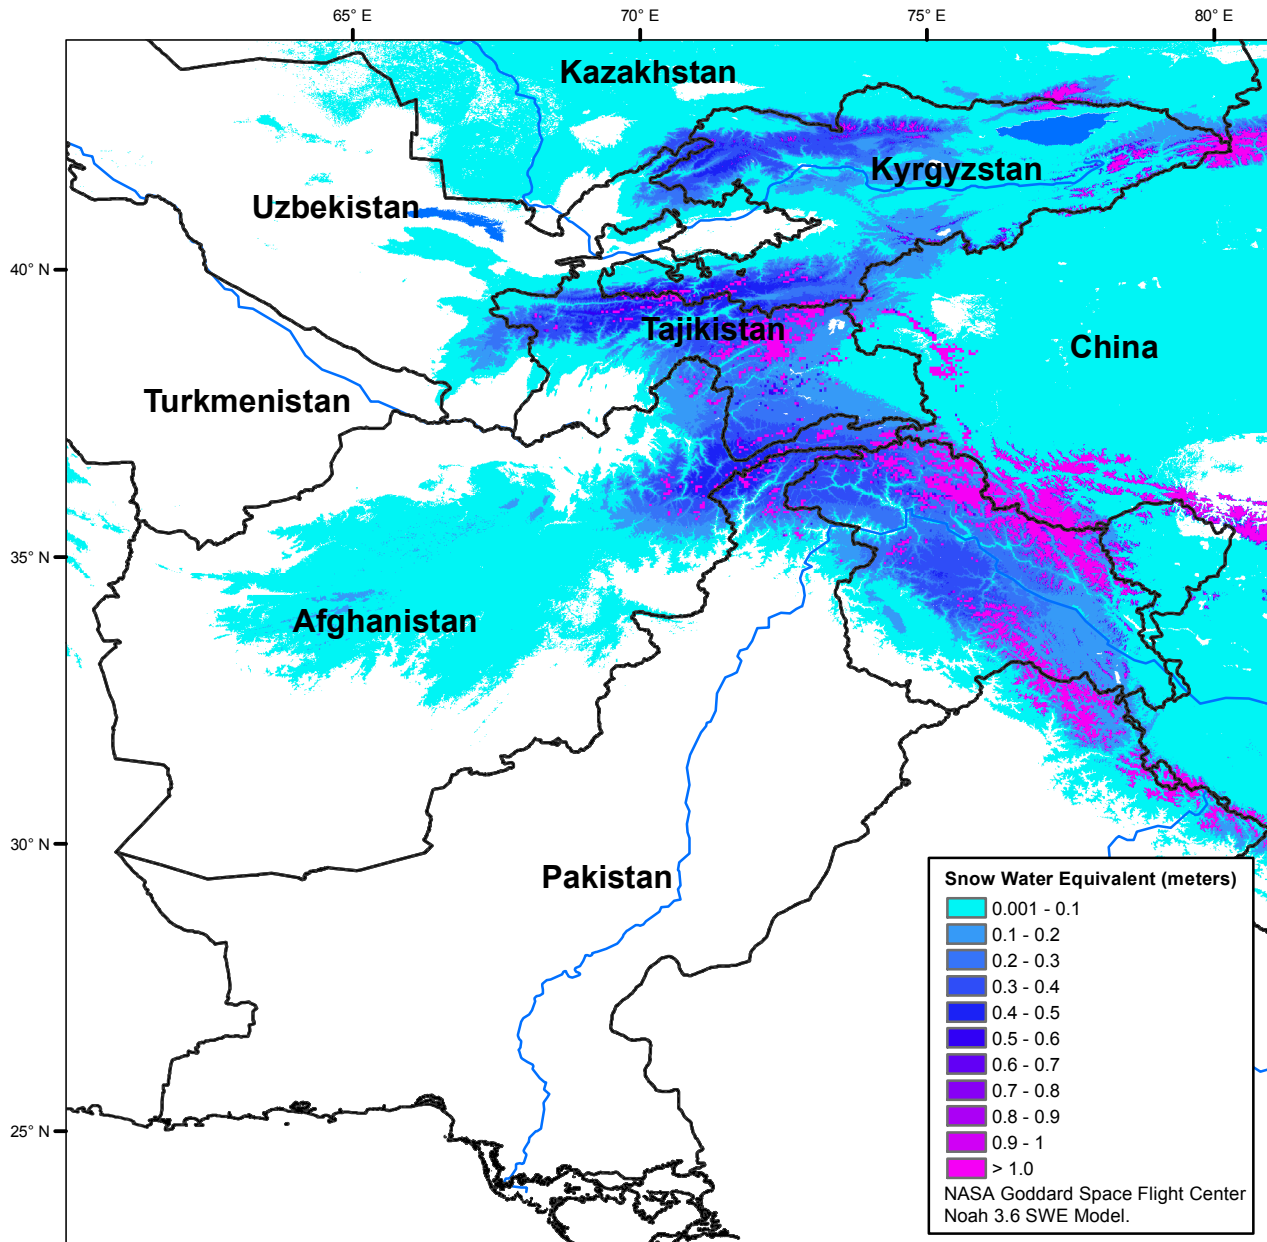 65° E
70° E
75° E
80° E
Kazakhstan
Kyrgyzstan
Uzbekistan
40° N
Tajikistan
China
Turkmenistan
35° N
Afghanistan
30° N
Pakistan
25° N
Snow Water Equivalent (meters)
0.001 - 0.1
0.1 - 0.2
0.2 - 0.3
0.3 - 0.4
0.4 - 0.5
0.5 - 0.6
0.6 - 0.7
0.7 - 0.8
0.8 - 0.9
0.9 - 1
> 1.0
NASA Goddard Space Flight Center
Noah 3.6 SWE Model.